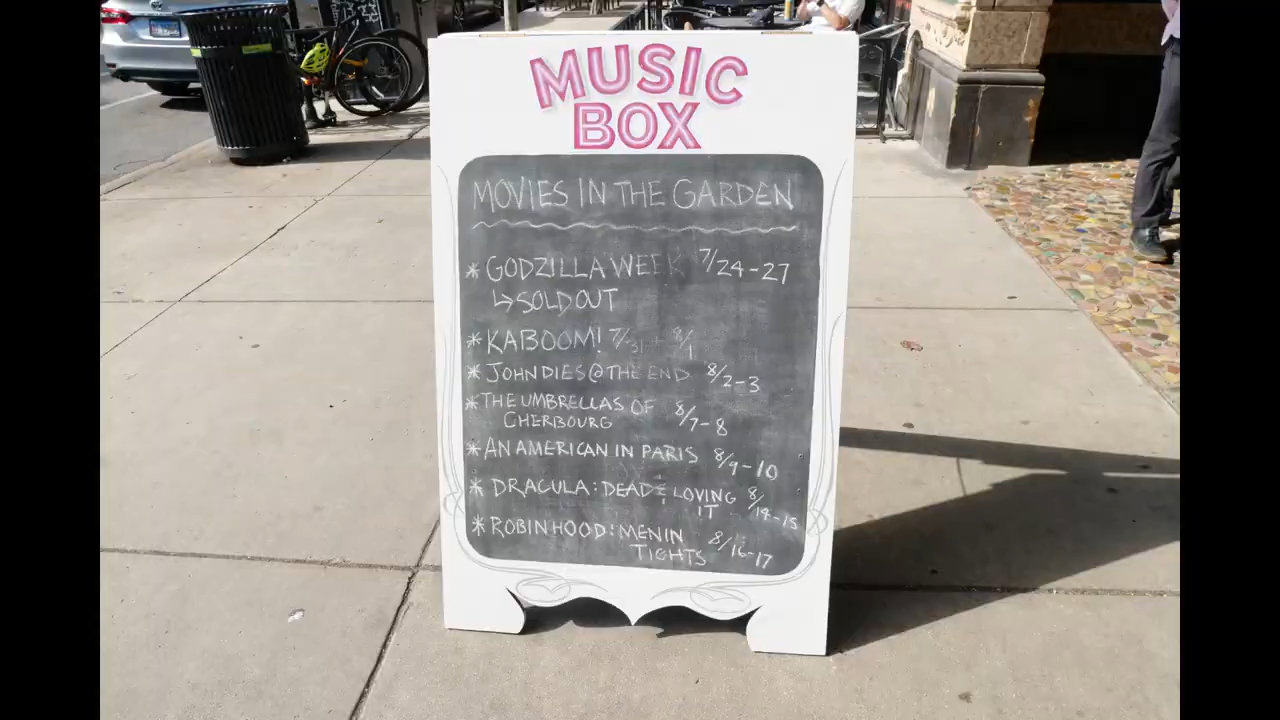 MUSIC
BOX
MOVIES IN THE GARDEN
* GODZILLA WEEK 7/24-27
↳ SOLD OUT
* KABOOM! 7/31 8/1
* JOHN DIES @ THE END 8/2-3
* THE UMBRELLAS OF
CHERBOURG 8/7-8
* AN AMERICAN IN PARIS 8/9-10
* DRACULA: DEAD & LOVING
IT 8/14-15
* ROBIN HOOD: MEN IN
TIGHTS 8/16-17